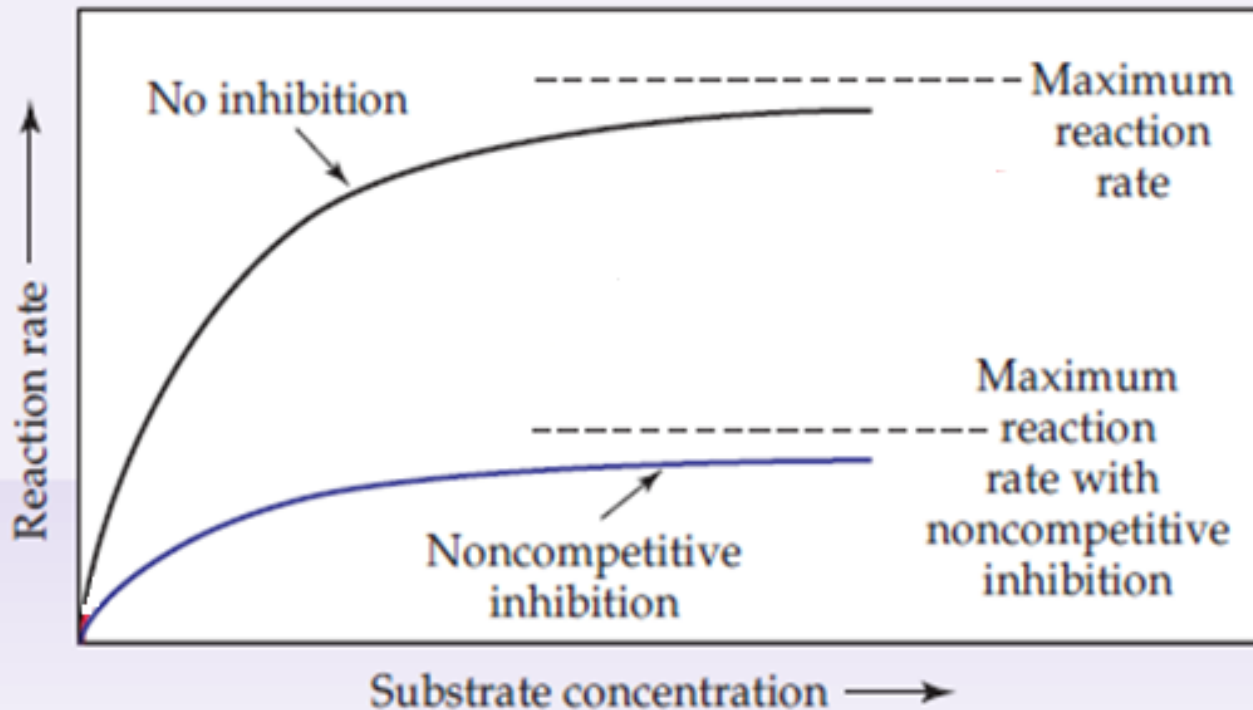 No inhibition
Maximum
reaction
rate
Reaction rate
Maximum
reaction
rate with
noncompetitive
inhibition
Noncompetitive
inhibition
Substrate concentration